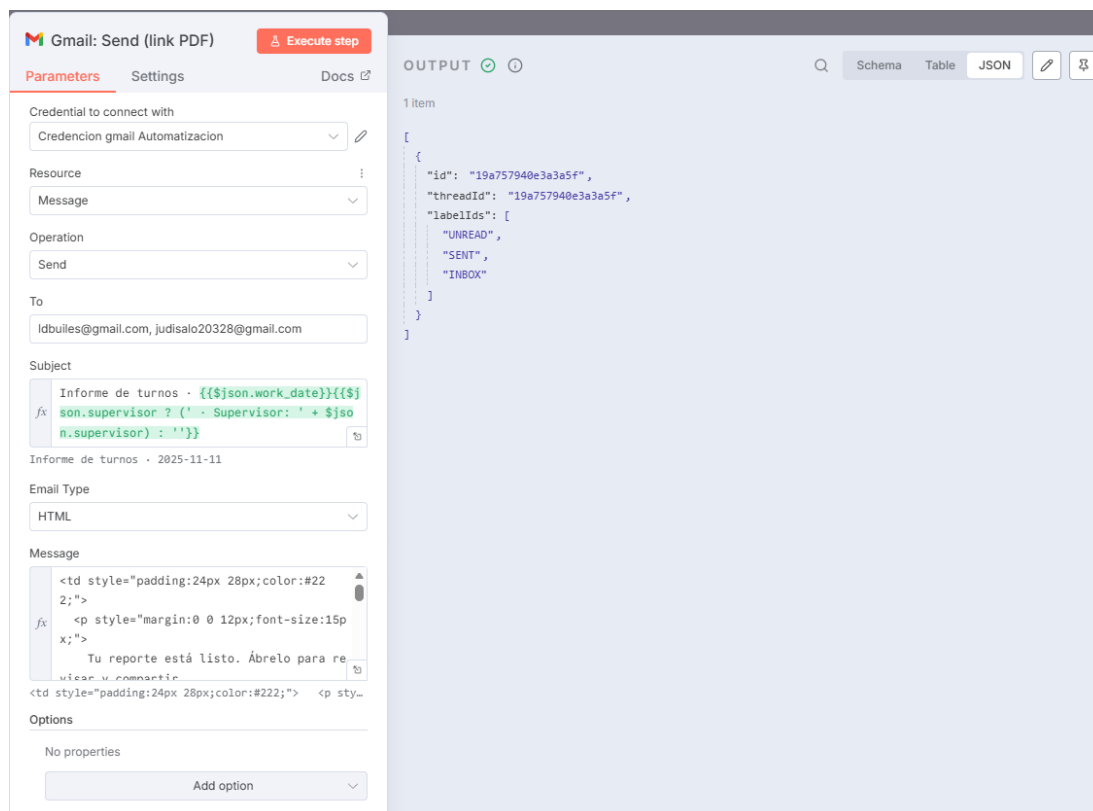 Gmail: Send (link PDF)
Execute step
Parameters Settings Docs
Credential to connect with
Credencion gmail Automatizacion
Resource
Message
Operation
Send
To
ldbuiles@gmail.com, judisalo20328@gmail.com
Subject
fx
Informe de turnos · {{$json.work_date}}{{$j
son.supervisor ? (' · Supervisor: ' + $jso
n.supervisor) : ''}}
Informe de turnos · 2025-11-11
Email Type
HTML
Message
fx
<td style="padding:24px 28px;color:#22
2;">
<p style="margin:0 0 12px;font-size:15p
x;">
Tu reporte está listo. Ábrelo para re
visar y compartir
<td style="padding:24px 28px;color:#222;"> <p sty…
Options
No properties
Add option
OUTPUT
Schema Table JSON
1 item
[
{
"id": "19a757940e3a3a5f",
"threadId": "19a757940e3a3a5f",
"labelIds": [
"UNREAD",
"SENT",
"INBOX"
]
}
]